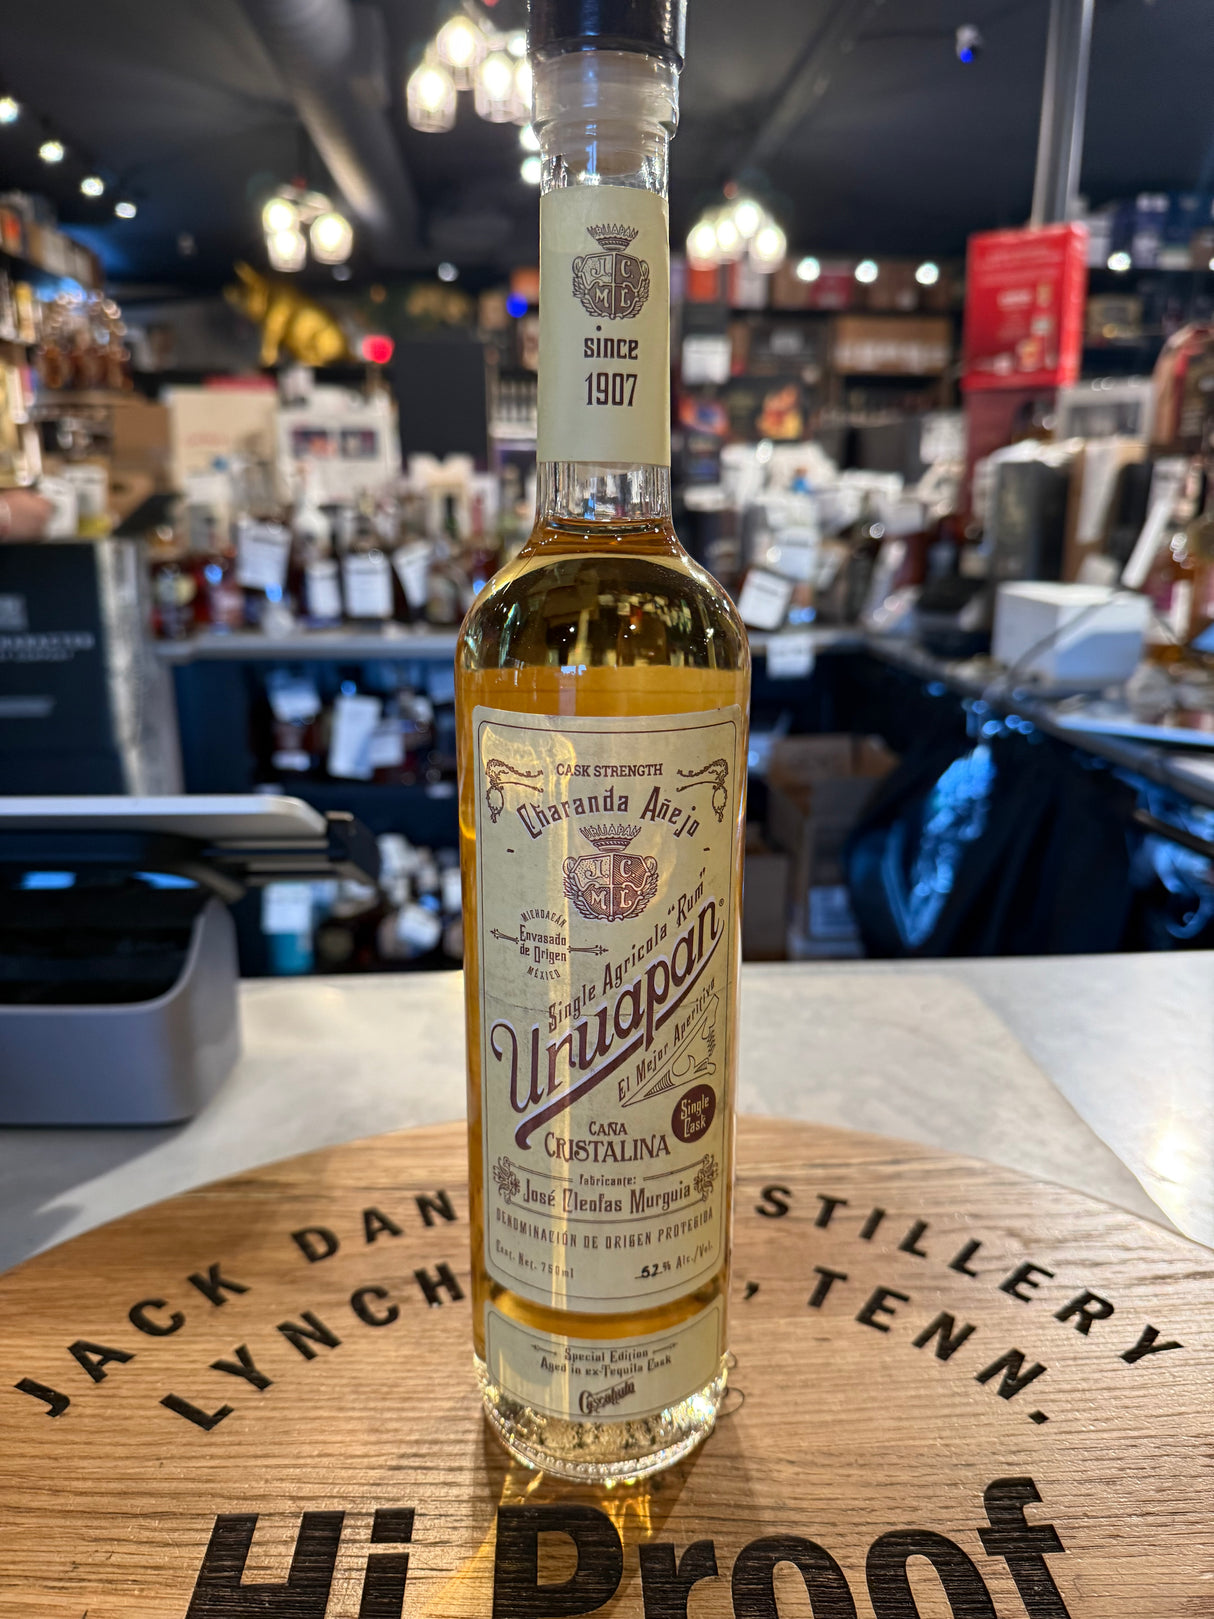 URUAPAN
J. C.
M L
since
1907
CASK STRENGTH
Charanda Añejo
URUAPAN
J. C.
M L
MICHOACÁN
Envasado
de Origen
MÉXICO
Single Agricola "Rum"
Uruapan®
El Mejor Aperitivo
Single
Cask
CAÑA
CRISTALINA
fabricante:
José Cleofas Murguia
DENOMINACIÓN DE ORIGEN PROTEGIDA
Cont. Net. 750ml
52 % Alc./Vol.
Special Edition
Aged in ex-Tequila Cask
JACK DAN STILLERY
LYNCH , TENN.
Hi Proof